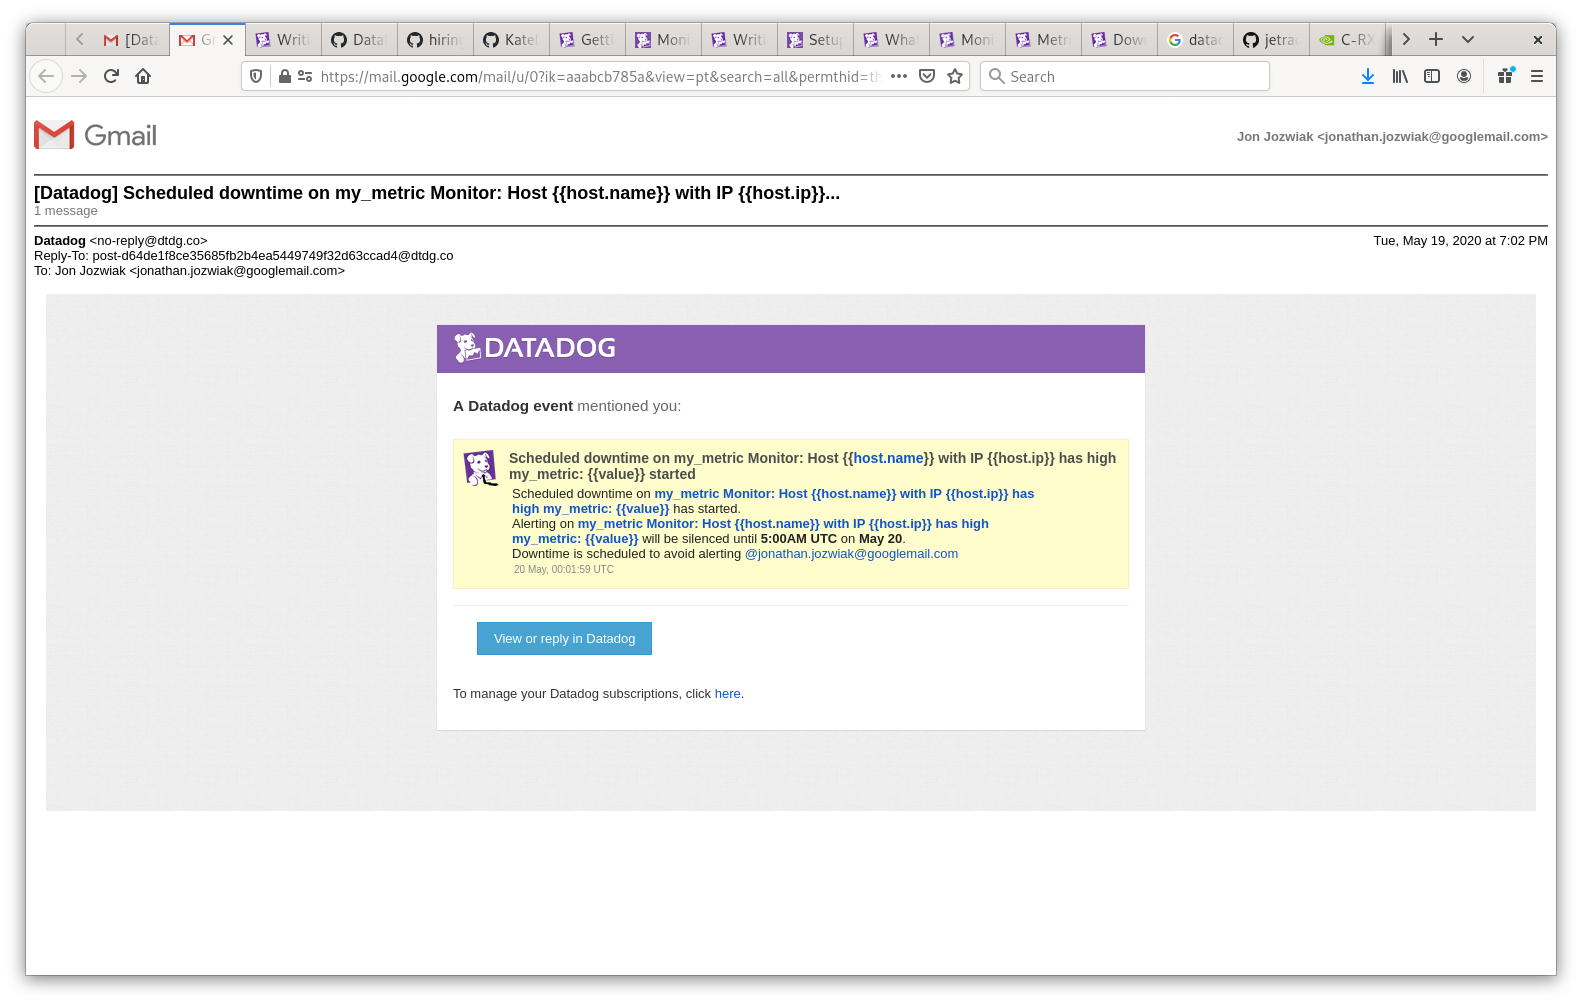 [Data
Gr
Writi
Datad
hiring
Katel
Getti
Moni
Writi
Setup
What
Moni
Metri
Down
datad
jetrac
C-RX
https://mail.google.com/mail/u/0?ik=aaabcb785a&view=pt&search=all&permthid=th
Search
Gmail
Jon Jozwiak <jonathan.jozwiak@googlemail.com>
[Datadog] Scheduled downtime on my_metric Monitor: Host {{host.name}} with IP {{host.ip}}...
1 message
Datadog <no-reply@dtdg.co>
Tue, May 19, 2020 at 7:02 PM
Reply-To: post-d64de1f8ce35685fb2b4ea5449749f32d63ccad4@dtdg.co
To: Jon Jozwiak <jonathan.jozwiak@googlemail.com>
DATADOG
A Datadog event mentioned you:
Scheduled downtime on my_metric Monitor: Host {{host.name}} with IP {{host.ip}} has high
my_metric: {{value}} started
Scheduled downtime on my_metric Monitor: Host {{host.name}} with IP {{host.ip}} has
high my_metric: {{value}} has started.
Alerting on my_metric Monitor: Host {{host.name}} with IP {{host.ip}} has high
my_metric: {{value}} will be silenced until 5:00AM UTC on May 20.
Downtime is scheduled to avoid alerting @jonathan.jozwiak@googlemail.com
20 May, 00:01:59 UTC
View or reply in Datadog
To manage your Datadog subscriptions, click here.